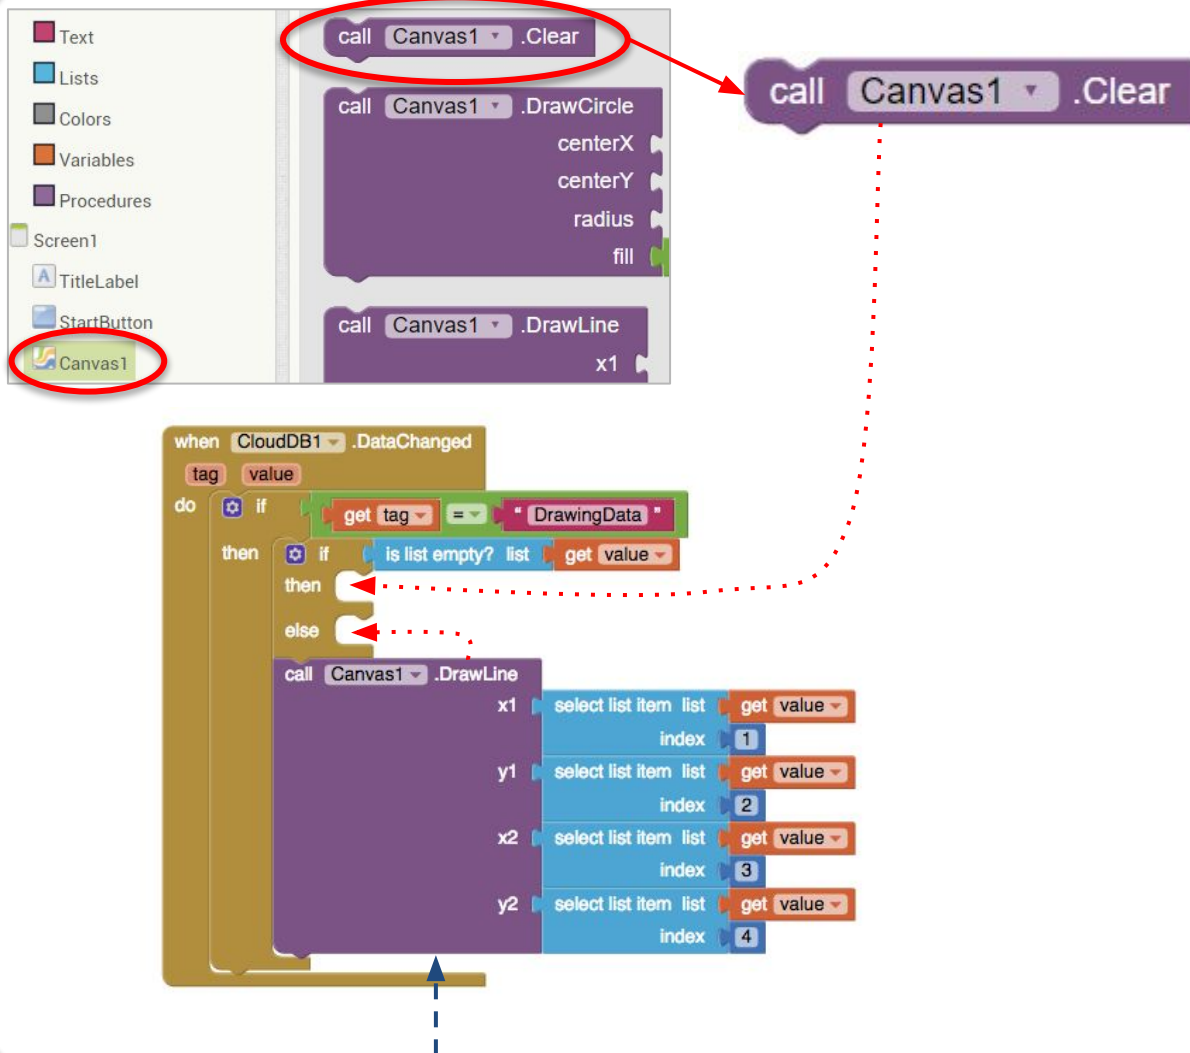 Text
Lists
Colors
Variables
Procedures
Screen1
TitleLabel
StartButton
Canvas1
call Canvas1 .Clear
call Canvas1 .DrawCircle
centerX
centerY
radius
fill
call Canvas1 .DrawLine
x1
call Canvas1 .Clear
when CloudDB1 .DataChanged
tag value
do if get tag = " DrawingData "
then if is list empty? list get value
then
else
call Canvas1 .DrawLine
x1 select list item list get value
index 1
y1 select list item list get value
index 2
x2 select list item list get value
index 3
y2 select list item list get value
index 4